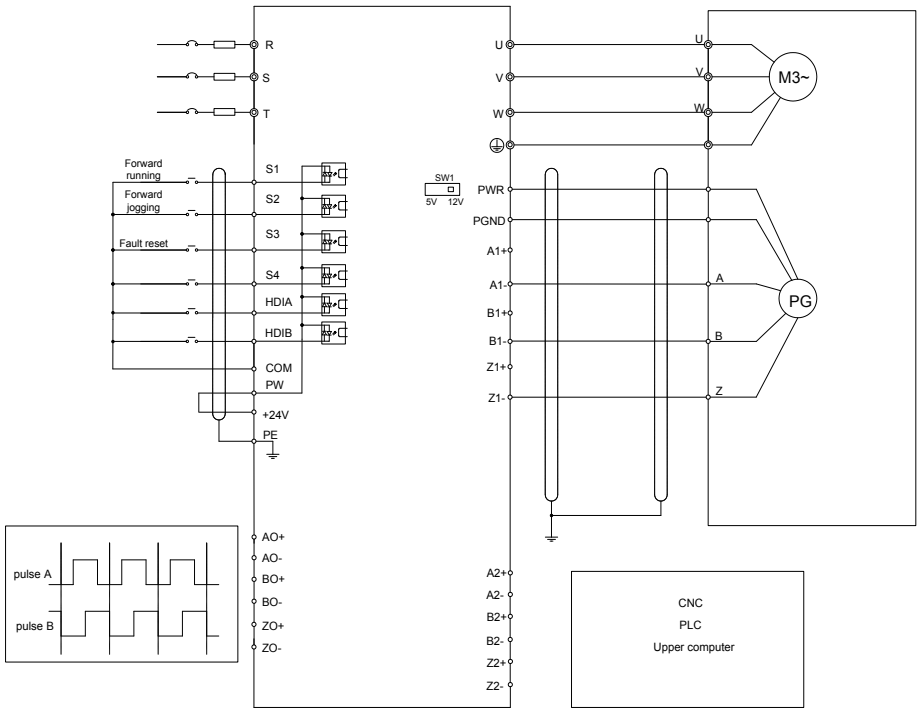 R
S
T
U
V
W
U
V
W
M3~
Forward
running
Forward
jogging
Fault reset
S1
S2
S3
S4
HDIA
HDIB
COM
PW
+24V
PE
SW1
5V 12V
PWR
PGND
A1+
A1-
B1+
B1-
Z1+
Z1-
A
B
Z
PG
pulse A
pulse B
AO+
AO-
BO+
BO-
ZO+
ZO-
A2+
A2-
B2+
B2-
Z2+
Z2-
CNC
PLC
Upper computer